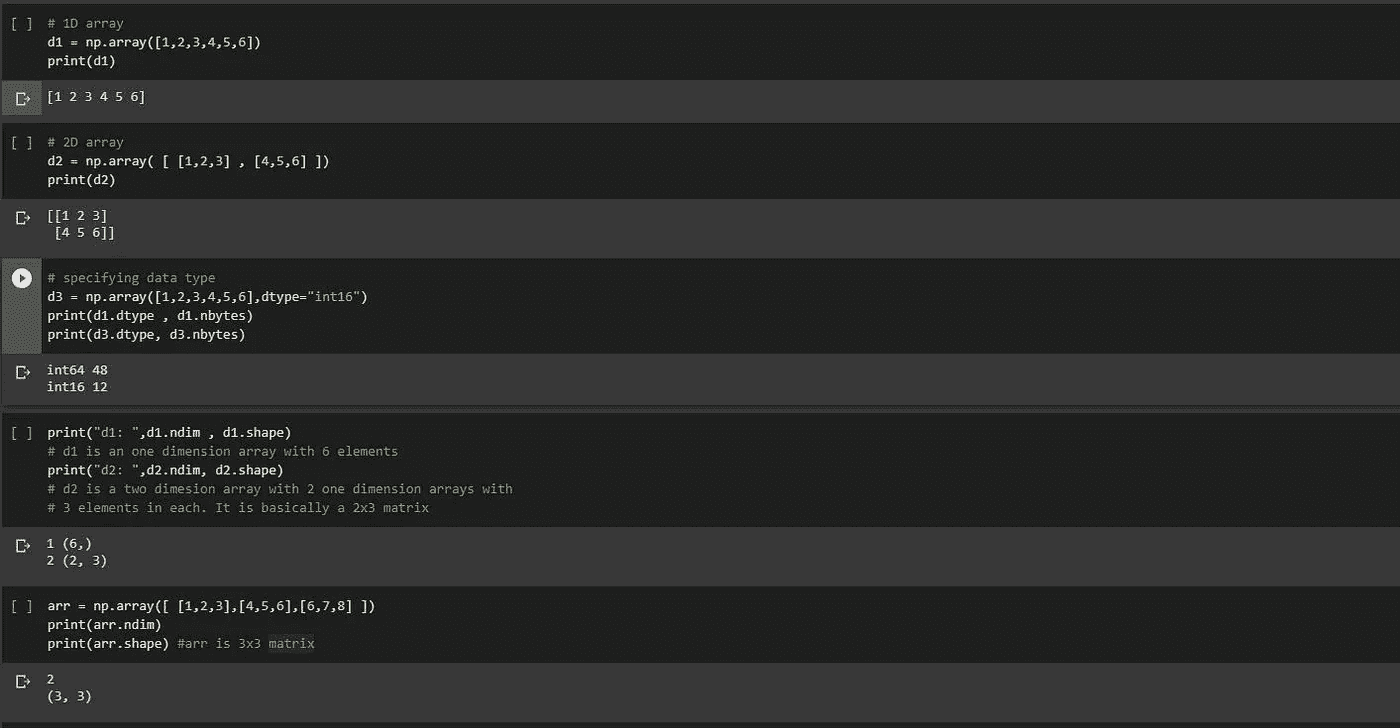 [ ] # 1D array
d1 = np.array([1,2,3,4,5,6])
print(d1)
[1 2 3 4 5 6]
[ ] # 2D array
d2 = np.array( [ [1,2,3] , [4,5,6] ])
print(d2)
[[1 2 3]
 [4 5 6]]
# specifying data type
d3 = np.array([1,2,3,4,5,6],dtype="int16")
print(d1.dtype , d1.nbytes)
print(d3.dtype, d3.nbytes)
int64 48
int16 12
[ ] print("d1: ",d1.ndim , d1.shape)
# d1 is an one dimension array with 6 elements
print("d2: ",d2.ndim, d2.shape)
# d2 is a two dimesion array with 2 one dimension arrays with
# 3 elements in each. It is basically a 2x3 matrix
1 (6,)
2 (2, 3)
[ ] arr = np.array([ [1,2,3],[4,5,6],[6,7,8] ])
print(arr.ndim)
print(arr.shape) #arr is 3x3 matrix
2
(3, 3)